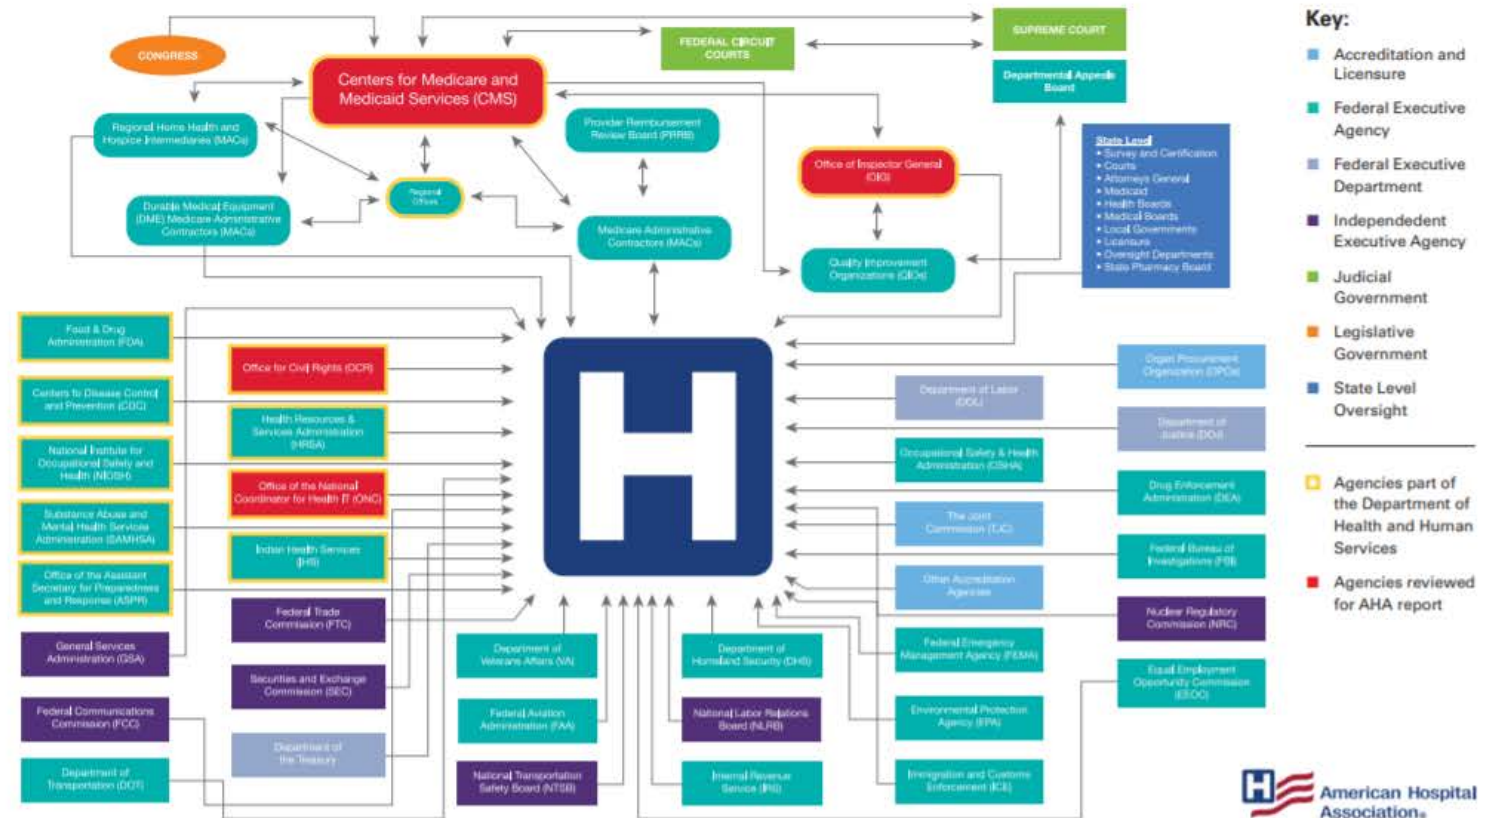 CONGRESS
Centers for Medicare and
Medicaid Services (CMS)
FEDERAL CIRCUIT
COURTS
SUPREME COURT
Departmental Appeals
Board
Regional Home Health and
Hospice Intermediaries (MACs)
Provider Reimbursement
Review Board (PRRB)
Office of Inspector General
(OIG)
State Level
• Survey and Certification
• Courts
• Attorneys General
• Medicaid
• Health Boards
• Medical Boards
• Local Governments
• Licensure
• Oversight Departments
• State Pharmacy Board
Regional
Offices
Durable Medical Equipment
(DME) Medicare Administrative
Contractors (MACs)
Medicare Administrative
Contractors (MACs)
Quality Improvement
Organizations (QIOs)
Food & Drug
Administration (FDA)
Centers fo Disease Control
and Prevention (CDC)
National Institute for
Occupational Safety and
Health (NIOSH)
Substance Abuse and
Mental Health Services
Administration (SAMHSA)
Office of the Assistant
Secretary for Preparedness
and Response (ASPR)
General Services
Administration (GSA)
Federal Communications
Commission (FCC)
Department of
Transportation (DOT)
Office for Civil Rights (OCR)
Health Resources &
Services Administration
(HRSA)
Office of the National
Coordinator for Health IT (ONC)
Indian Health Services
(IHS)
Federal Trade
Commission (FTC)
Securities and Exchange
Commission (SEC)
Department of
the Treasury
H
Department of
Veterans Affairs (VA)
Federal Aviation
Administration (FAA)
National Transportation
Safety Board (NTSB)
Department of
Homeland Security (DHS)
National Labor Relations
Board (NLRB)
Internal Revenue
Service (IRS)
Department of Labor
(DOL)
Occupational Safety & Health
Administration (OSHA)
The Joint
Commission (TJC)
Other Accreditation
Agencies
Federal Emergency
Management Agency (FEMA)
Environmental Protection
Agency (EPA)
Immigration and Customs
Enforcement (ICE)
Organ Procurement
Organization (OPOs)
Department of
Justice (DOJ)
Drug Enforcement
Administration (DEA)
Federal Bureau of
Investigations (FBI)
Nuclear Regulatory
Commission (NRC)
Equal Employment
Opportunity Commission
(EEOC)
Key:
Accreditation and
Licensure
Federal Executive
Agency
Federal Executive
Department
Independedent
Executive Agency
Judicial
Government
Legislative
Government
State Level
Oversight
Agencies part of
the Department of
Health and Human
Services
Agencies reviewed
for AHA report
H
American Hospital
Association®